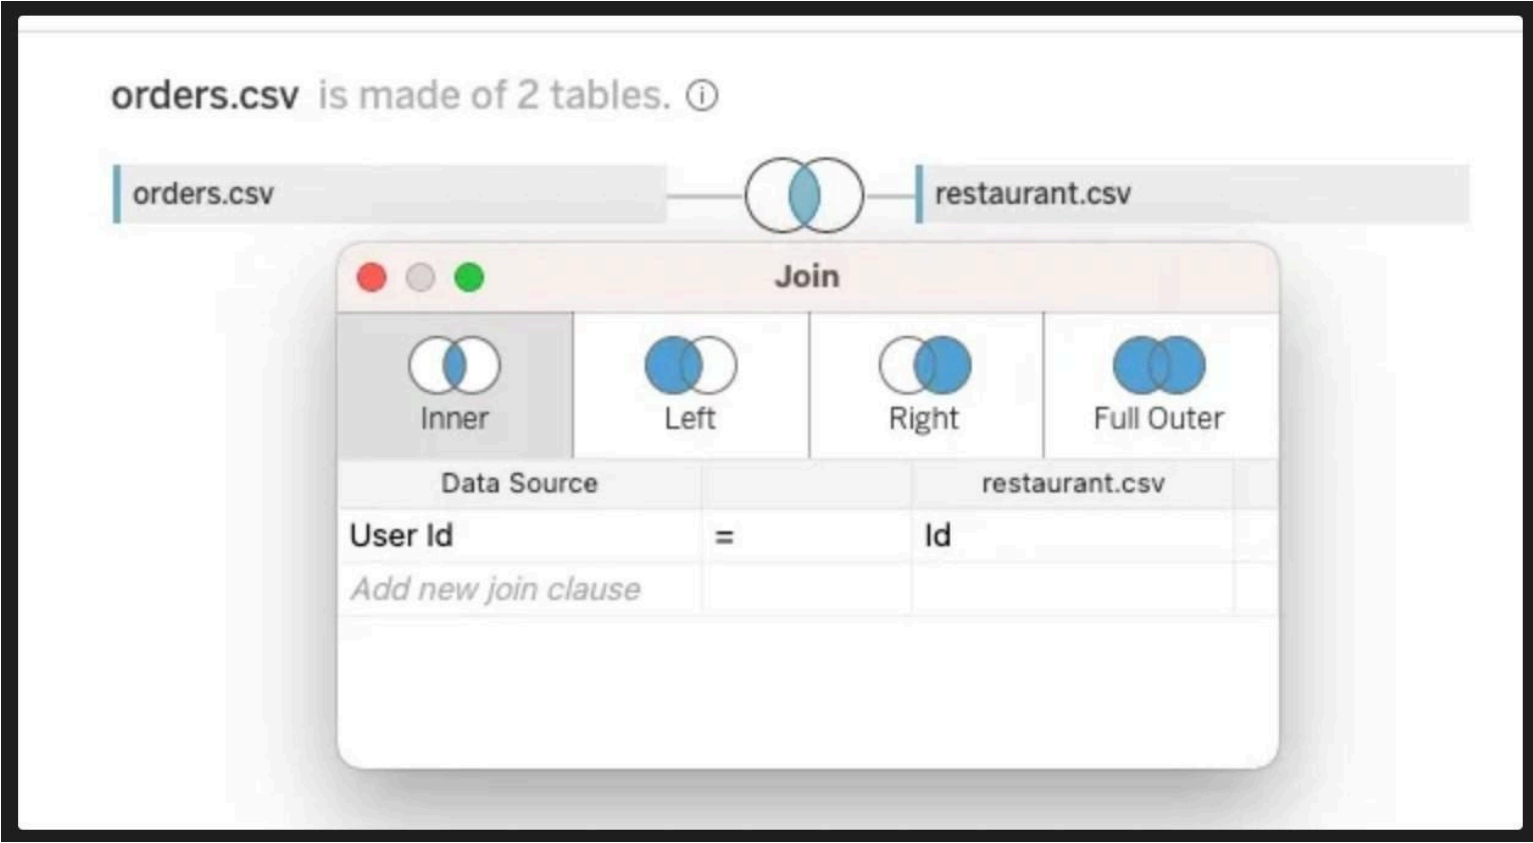 orders.csv is made of 2 tables.
orders.csv restaurant.csv
Join
Inner Left Right Full Outer
Data Source restaurant.csv
User Id = Id
Add new join clause